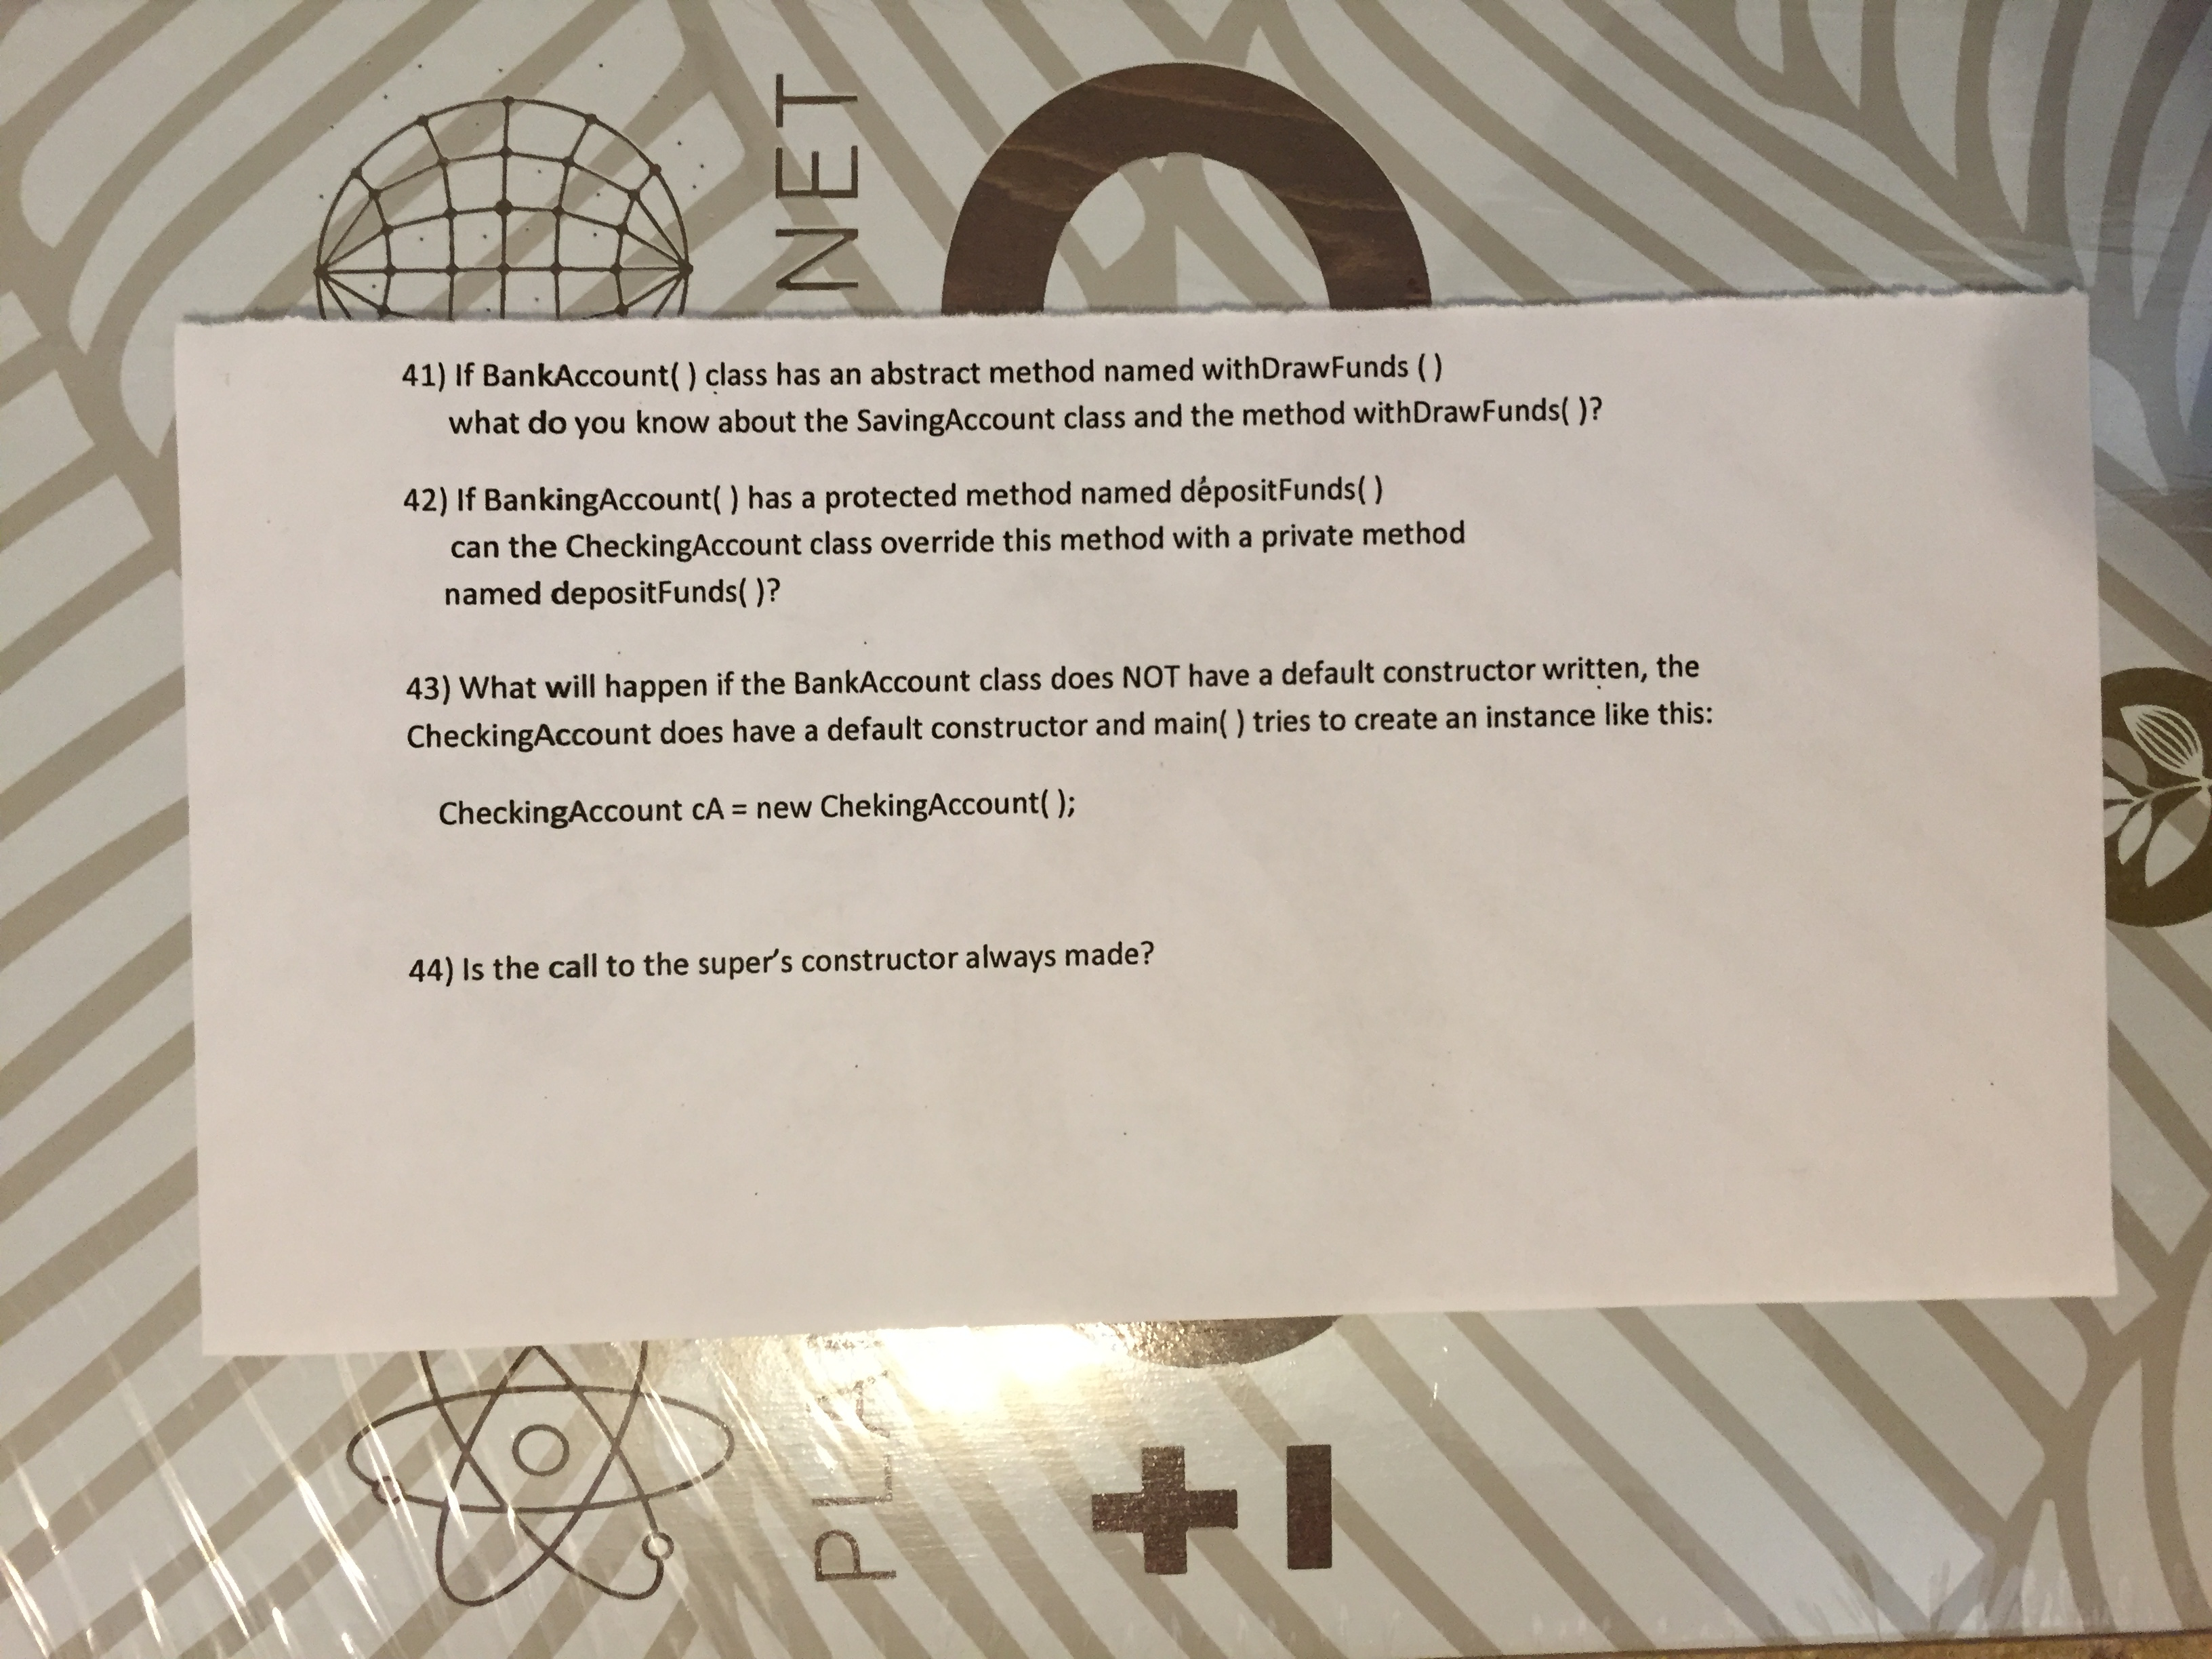 NET
41) If BankAccount( ) class has an abstract method named withDrawFunds ( )
what do you know about the SavingAccount class and the method withDrawFunds( )?
42) If BankingAccount( ) has a protected method named depositFunds( )
can the CheckingAccount class override this method with a private method
named depositFunds( )?
43) What will happen if the BankAccount class does NOT have a default constructor written, the
CheckingAccount does have a default constructor and main( ) tries to create an instance like this:
CheckingAccount cA = new ChekingAccount( );
44) Is the call to the super's constructor always made?
PLA